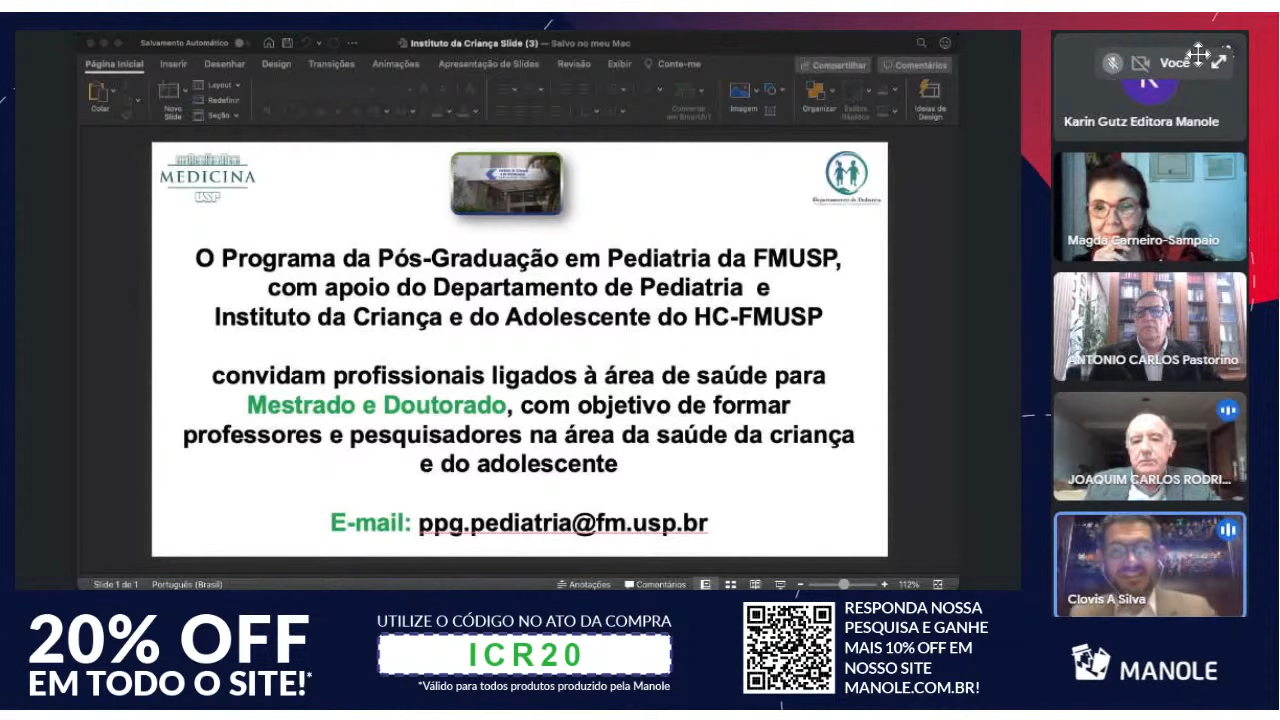 Salvamento Automático
Instituto da Criança Slide (3) — Salvo no meu Mac
Página Inicial
Inserir
Desenhar
Design
Transições
Animações
Apresentação de Slides
Revisão
Exibir
Conte-me
Compartilhar
Comentários
Colar
Novo
Slide
Layout
Redefinir
Seção
Converter
em SmartArt
Imagem
Organizar
Ideias de
Design
MEDICINA
USP
Departamento de Pediatria
O Programa da Pós-Graduação em Pediatria da FMUSP,
com apoio do Departamento de Pediatria e
Instituto da Criança e do Adolescente do HC-FMUSP
convidam profissionais ligados à área de saúde para
Mestrado e Doutorado, com objetivo de formar
professores e pesquisadores na área da saúde da criança
e do adolescente
E-mail: ppg.pediatria@fm.usp.br
Slide 1 de 1
Português (Brasil)
Anotações
Comentários
112%
Você
K
Karin Gutz Editora Manole
Magda Carneiro-Sampaio
ANTONIO CARLOS Pastorino
JOAQUIM CARLOS RODRI...
Clovis A Silva
20% OFF
EM TODO O SITE!*
UTILIZE O CÓDIGO NO ATO DA COMPRA
ICR20
*Válido para todos produtos produzido pela Manole
RESPONDA NOSSA
PESQUISA E GANHE
MAIS 10% OFF EM
NOSSO SITE
MANOLE.COM.BR!
MANOLE